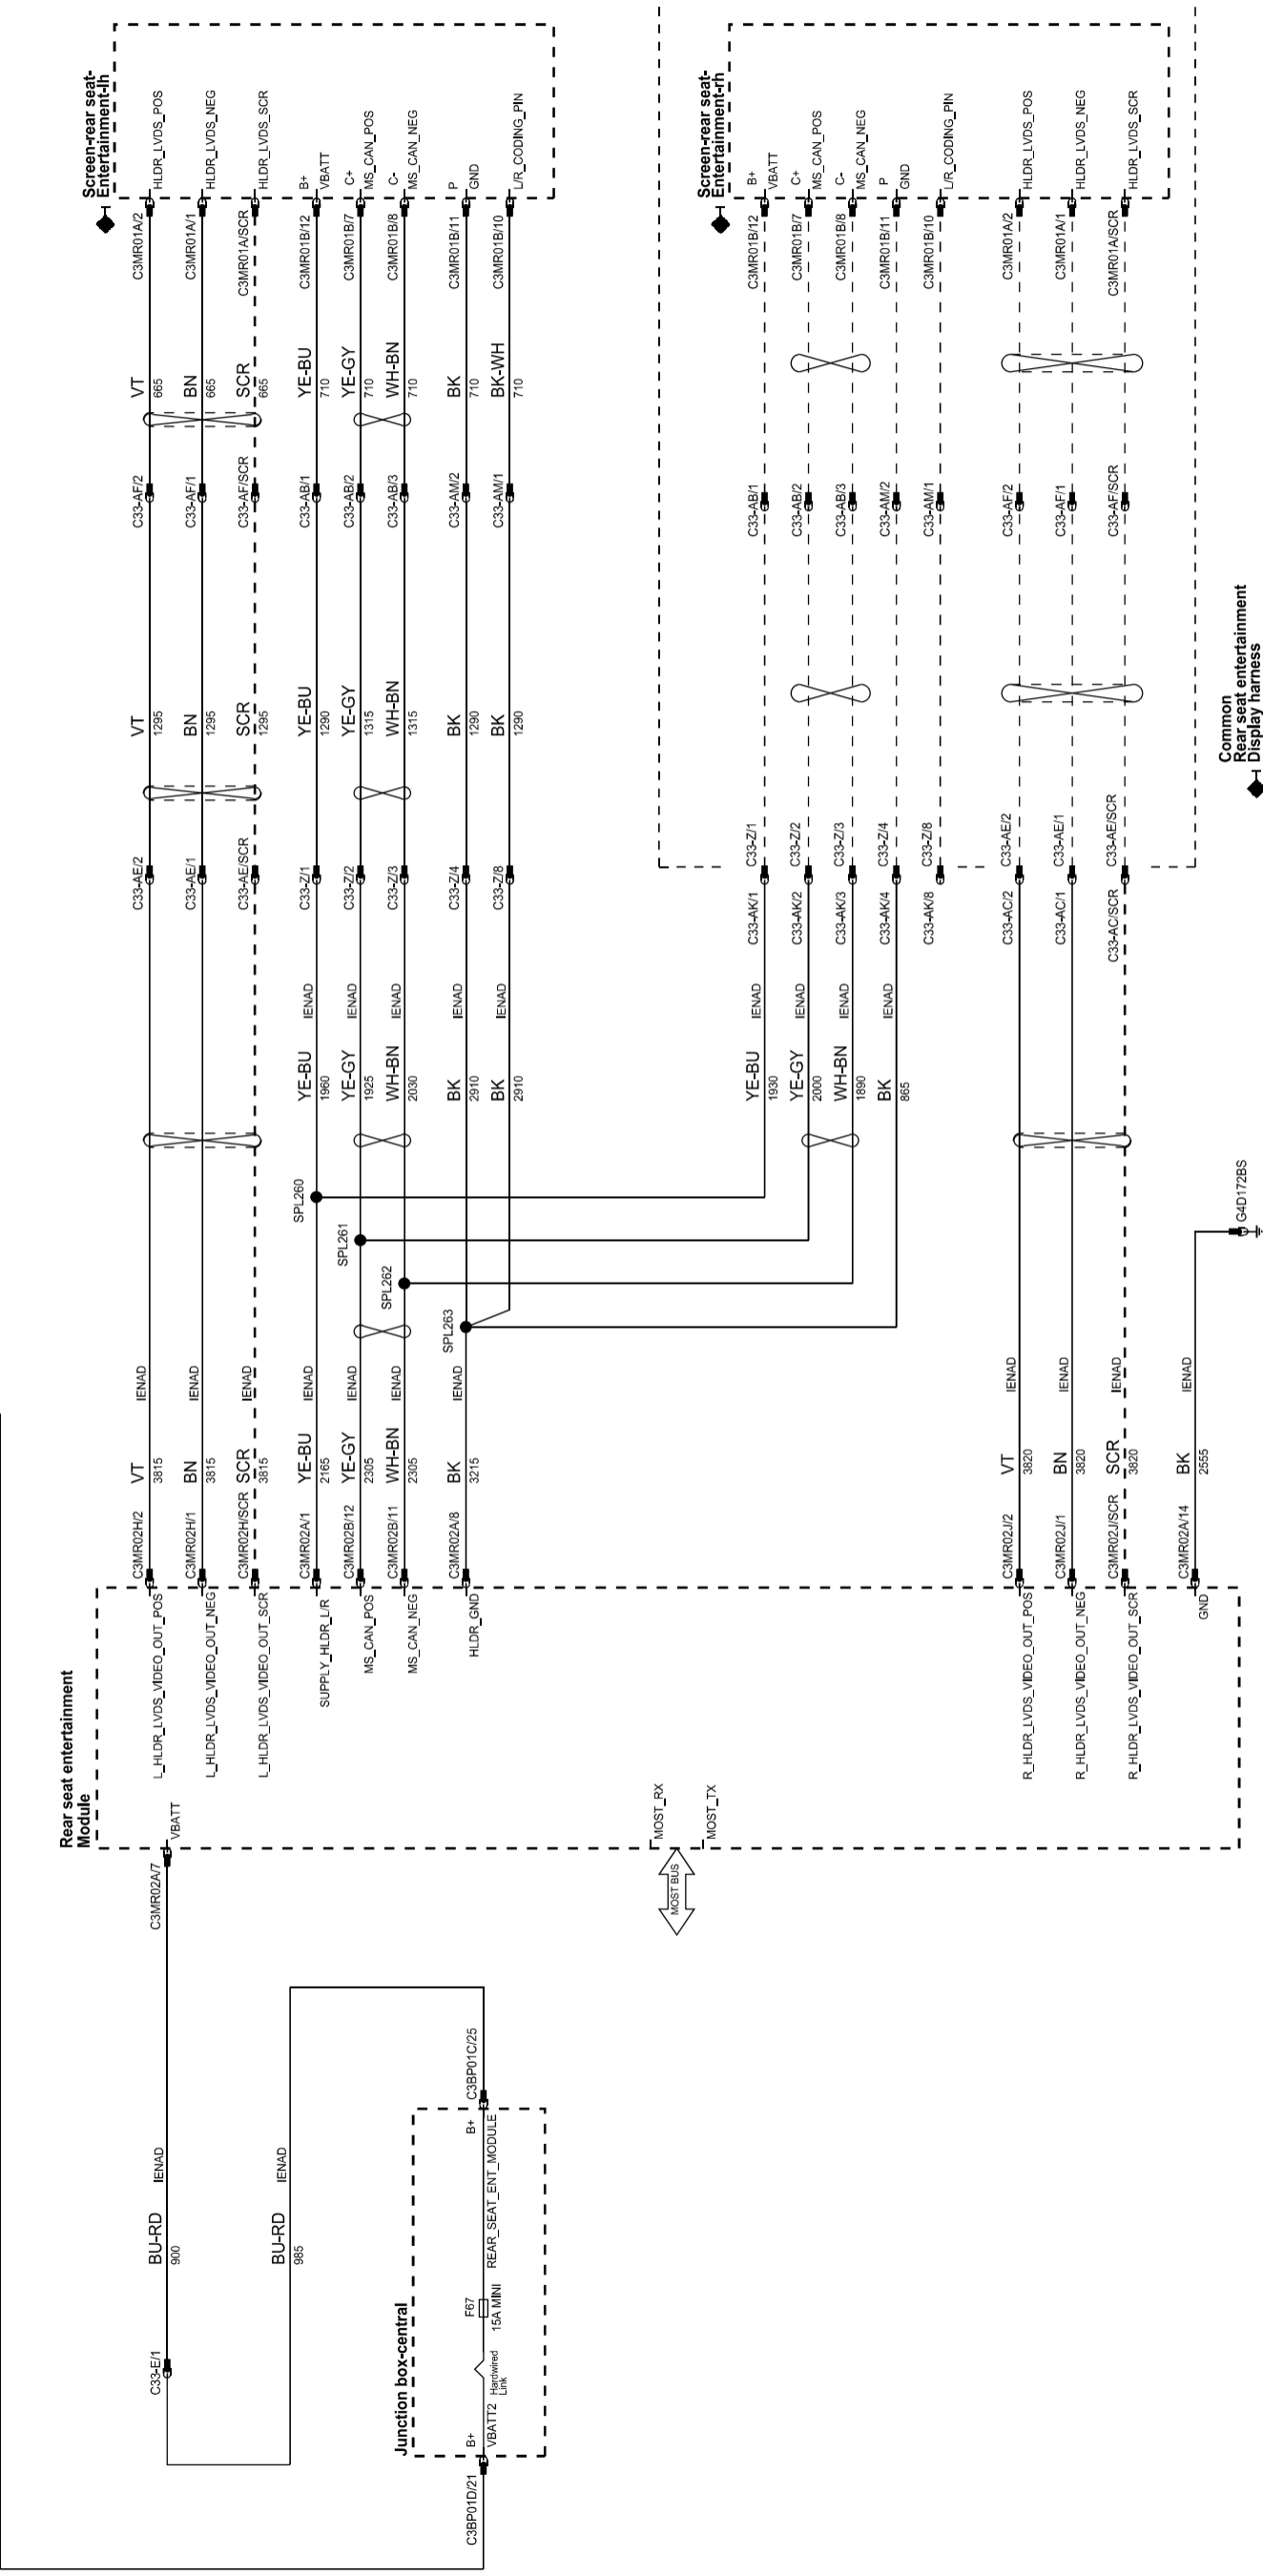 Screen-rear seat-
Entertainment-lh
HLDR_LVDS_POS
HLDR_LVDS_NEG
HLDR_LVDS_SCR
B+
VBATT
C+
MS_CAN_POS
C-
MS_CAN_NEG
P
GND
L/R_CODING_PIN
C3MR01A/2
C3MR01A/1
C3MR01A/SCR
C3MR01B/12
C3MR01B/7
C3MR01B/8
C3MR01B/11
C3MR01B/10
VT
665
BN
665
SCR
665
YE-BU
710
YE-GY
710
WH-BN
710
BK
710
BK-WH
710
C33-AF/2
C33-AF/1
C33-AF/SCR
C33-AB/1
C33-AB/2
C33-AB/3
C33-AM/2
C33-AM/1
VT
1295
BN
1295
SCR
1295
YE-BU
1290
YE-GY
1315
WH-BN
1315
BK
1290
BK
1290
C33-AE/2
C33-AE/1
C33-AE/SCR
C33-Z/1
C33-Z/2
C33-Z/3
C33-Z/4
C33-Z/8
IENAD
IENAD
IENAD
IENAD
IENAD
YE-BU
1960
YE-GY
1925
WH-BN
2030
BK
2910
BK
2910
SPL260
SPL261
SPL262
SPL263
IENAD
IENAD
IENAD
IENAD
IENAD
IENAD
IENAD
VT
3815
BN
3815
SCR
3815
YE-BU
2165
YE-GY
2305
WH-BN
2305
BK
3215
C3MR02H/2
C3MR02H/1
C3MR02H/SCR
C3MR02A/1
C3MR02B/12
C3MR02B/11
C3MR02A/8
Screen-rear seat-
Entertainment-rh
B+
VBATT
C+
MS_CAN_POS
C-
MS_CAN_NEG
P
GND
L/R_CODING_PIN
HLDR_LVDS_POS
HLDR_LVDS_NEG
HLDR_LVDS_SCR
C3MR01B/12
C3MR01B/7
C3MR01B/8
C3MR01B/11
C3MR01B/10
C3MR01A/2
C3MR01A/1
C3MR01A/SCR
C33-AB/1
C33-AB/2
C33-AB/3
C33-AM/2
C33-AM/1
C33-AF/2
C33-AF/1
C33-AF/SCR
Common
Rear seat entertainment
Display harness
C33-Z/1
C33-Z/2
C33-Z/3
C33-Z/4
C33-Z/8
C33-AE/2
C33-AE/1
C33-AE/SCR
C33-AK/1
C33-AK/2
C33-AK/3
C33-AK/4
C33-AK/8
C33-AC/2
C33-AC/1
C33-AC/SCR
IENAD
IENAD
IENAD
IENAD
YE-BU
1930
YE-GY
2000
WH-BN
1890
BK
865
G4D172BS
IENAD
IENAD
IENAD
IENAD
VT
3820
BN
3820
SCR
3820
BK
2555
C3MR02J/2
C3MR02J/1
C3MR02J/SCR
C3MR02A/14
Rear seat entertainment
Module
L_HLDR_LVDS_VIDEO_OUT_POS
L_HLDR_LVDS_VIDEO_OUT_NEG
L_HLDR_LVDS_VIDEO_OUT_SCR
SUPPLY_HLDR_L/R
MS_CAN_POS
MS_CAN_NEG
HLDR_GND
R_HLDR_LVDS_VIDEO_OUT_POS
R_HLDR_LVDS_VIDEO_OUT_NEG
R_HLDR_LVDS_VIDEO_OUT_SCR
GND
VBATT
MOST_RX
MOST_TX
MOST BUS
C3MR02A/7
IENAD
BU-RD
900
C33-E/1
IENAD
BU-RD
985
C3BP01C/25
Junction box-central
B+
REAR_SEAT_ENT_MODULE
F67
15A MINI
Hardwired
Link
B+
VBATT2
C3BP01D/21